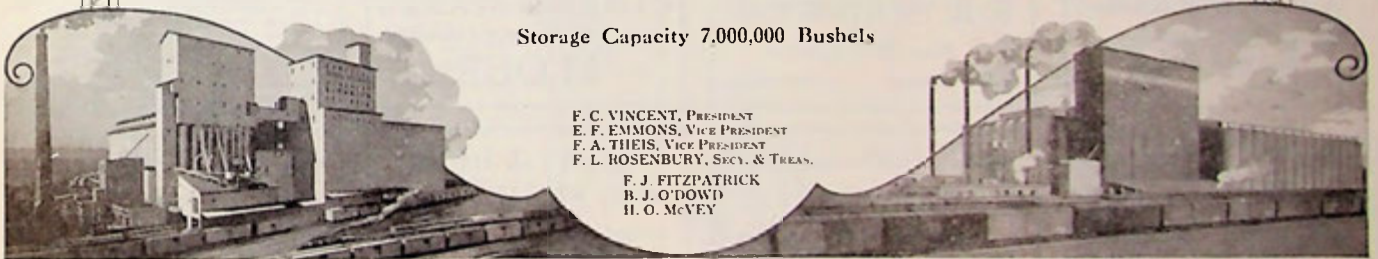 Storage Capacity 7,000,000 Bushels
F. C. VINCENT, PRESIDENT
E. F. EMMONS, VICE PRESIDENT
F. A. THEIS, VICE PRESIDENT
F. L. ROSENBURY, SECY. & TREAS.
F. J. FITZPATRICK
B. J. O'DOWD
H. O. McVEY